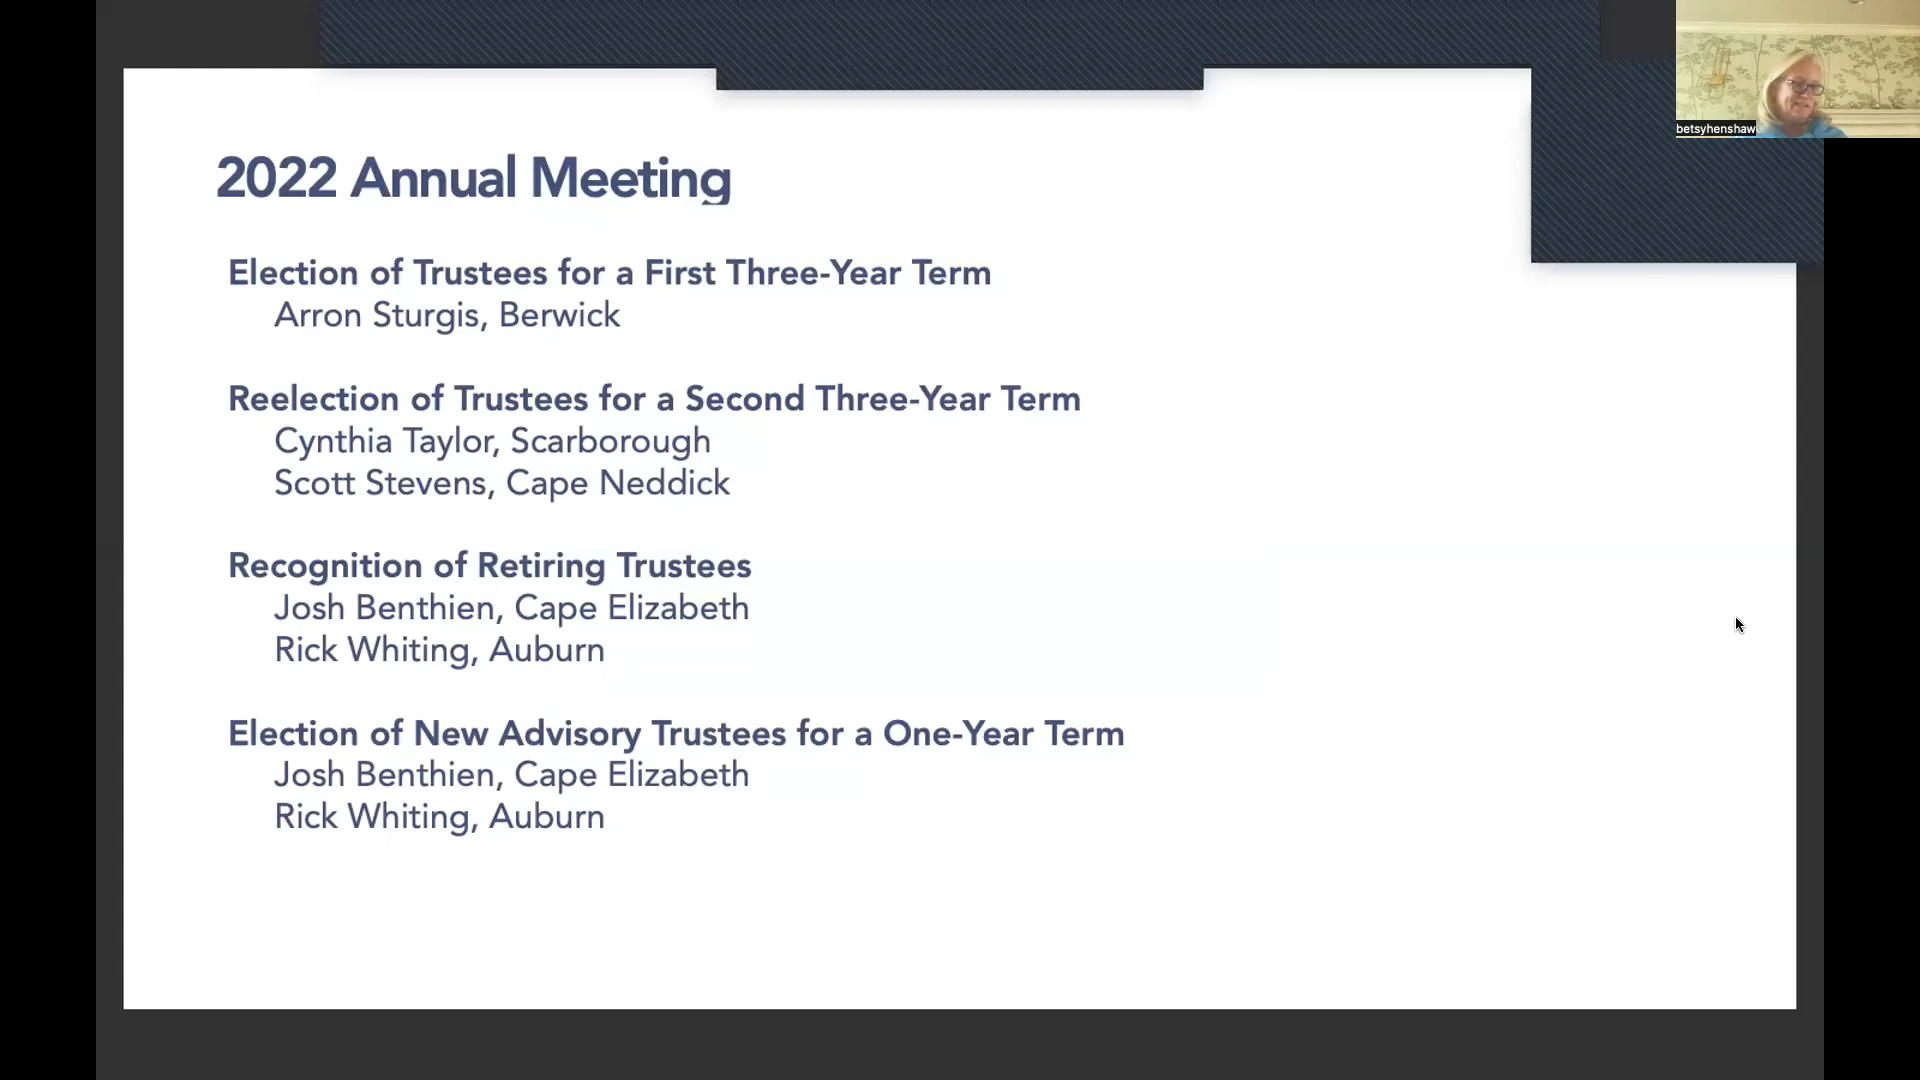 betsyhenshaw
2022 Annual Meeting
Election of Trustees for a First Three-Year Term
Arron Sturgis, Berwick
Reelection of Trustees for a Second Three-Year Term
Cynthia Taylor, Scarborough
Scott Stevens, Cape Neddick
Recognition of Retiring Trustees
Josh Benthien, Cape Elizabeth
Rick Whiting, Auburn
Election of New Advisory Trustees for a One-Year Term
Josh Benthien, Cape Elizabeth
Rick Whiting, Auburn